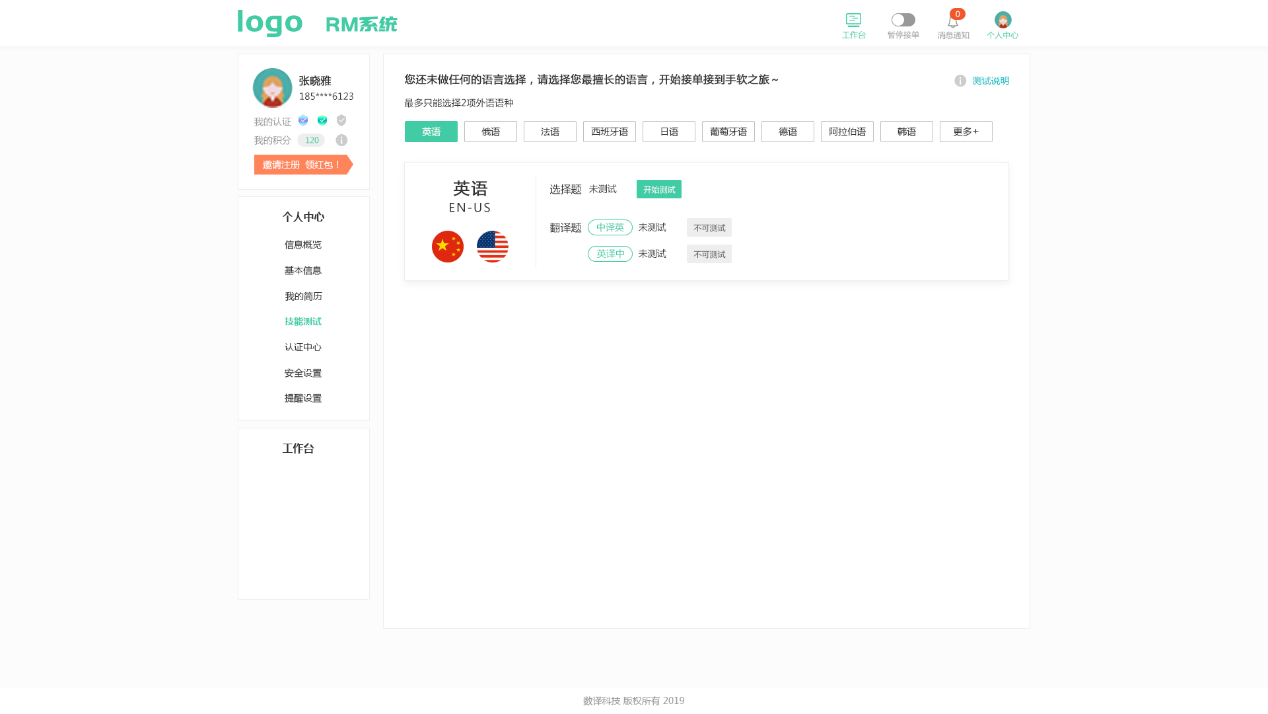 logo RM系统
工作台 暂停接单 0 消息通知 个人中心
张晓雅
185****6123
我的认证
我的积分 120
邀请注册 领红包！
个人中心
信息概览
基本信息
我的简历
技能测试
认证中心
安全设置
提醒设置
工作台
您还未做任何的语言选择，请选择您最擅长的语言，开始接单接到手软之旅～
测试说明
最多只能选择2项外语语种
英语 俄语 法语 西班牙语 日语 葡萄牙语 德语 阿拉伯语 韩语 更多+
英语
EN-US
选择题 未测试 开始测试
翻译题 中译英 未测试 不可测试
英译中 未测试 不可测试
数译科技 版权所有 2019